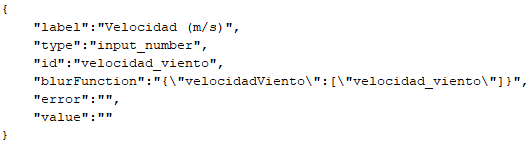 {
    "label":"Velocidad (m/s)",
    "type":"input_number",
    "id":"velocidad_viento",
    "blurFunction":"{\"velocidadViento\":[\"velocidad_viento\"]}",
    "error":"",
    "value":""
}